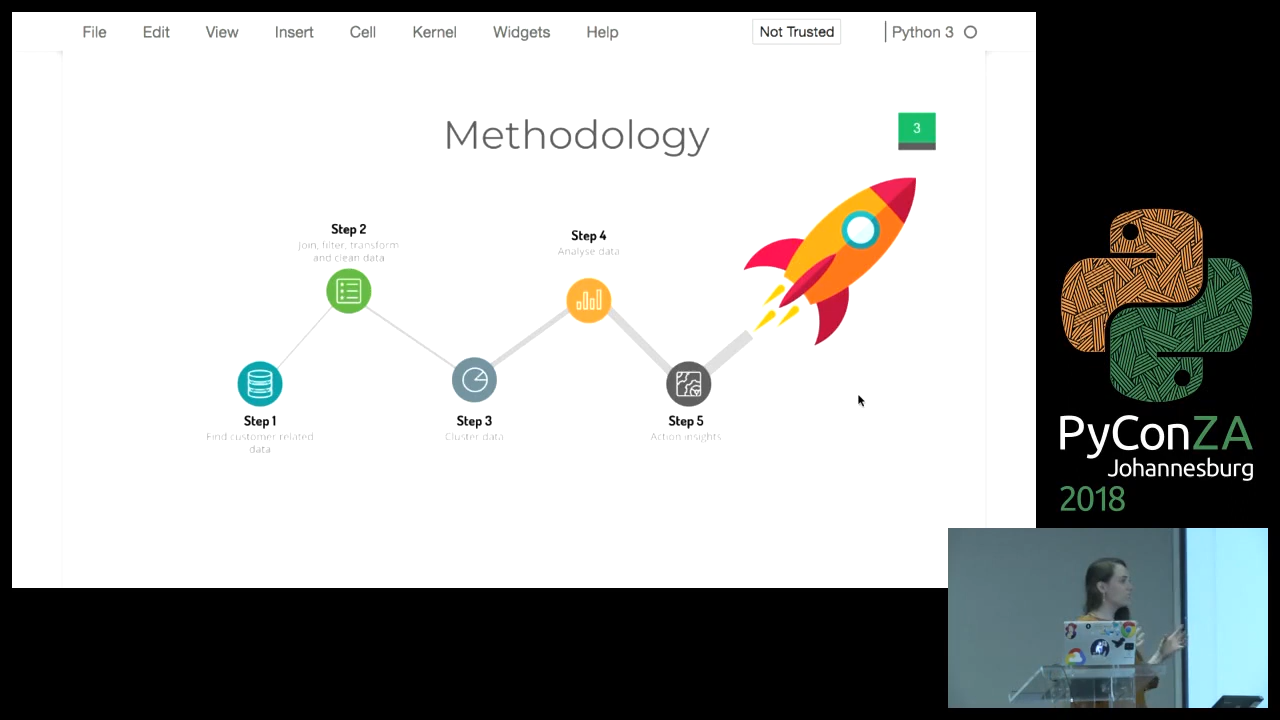 File Edit View Insert Cell Kernel Widgets Help Not Trusted Python 3
Methodology
3
Step 2
Join, filter, transform
and clean data
Step 4
Analyse data
Step 1
Find customer related
data
Step 3
Cluster data
Step 5
Action insights
PyConZA
Johannesburg
2018